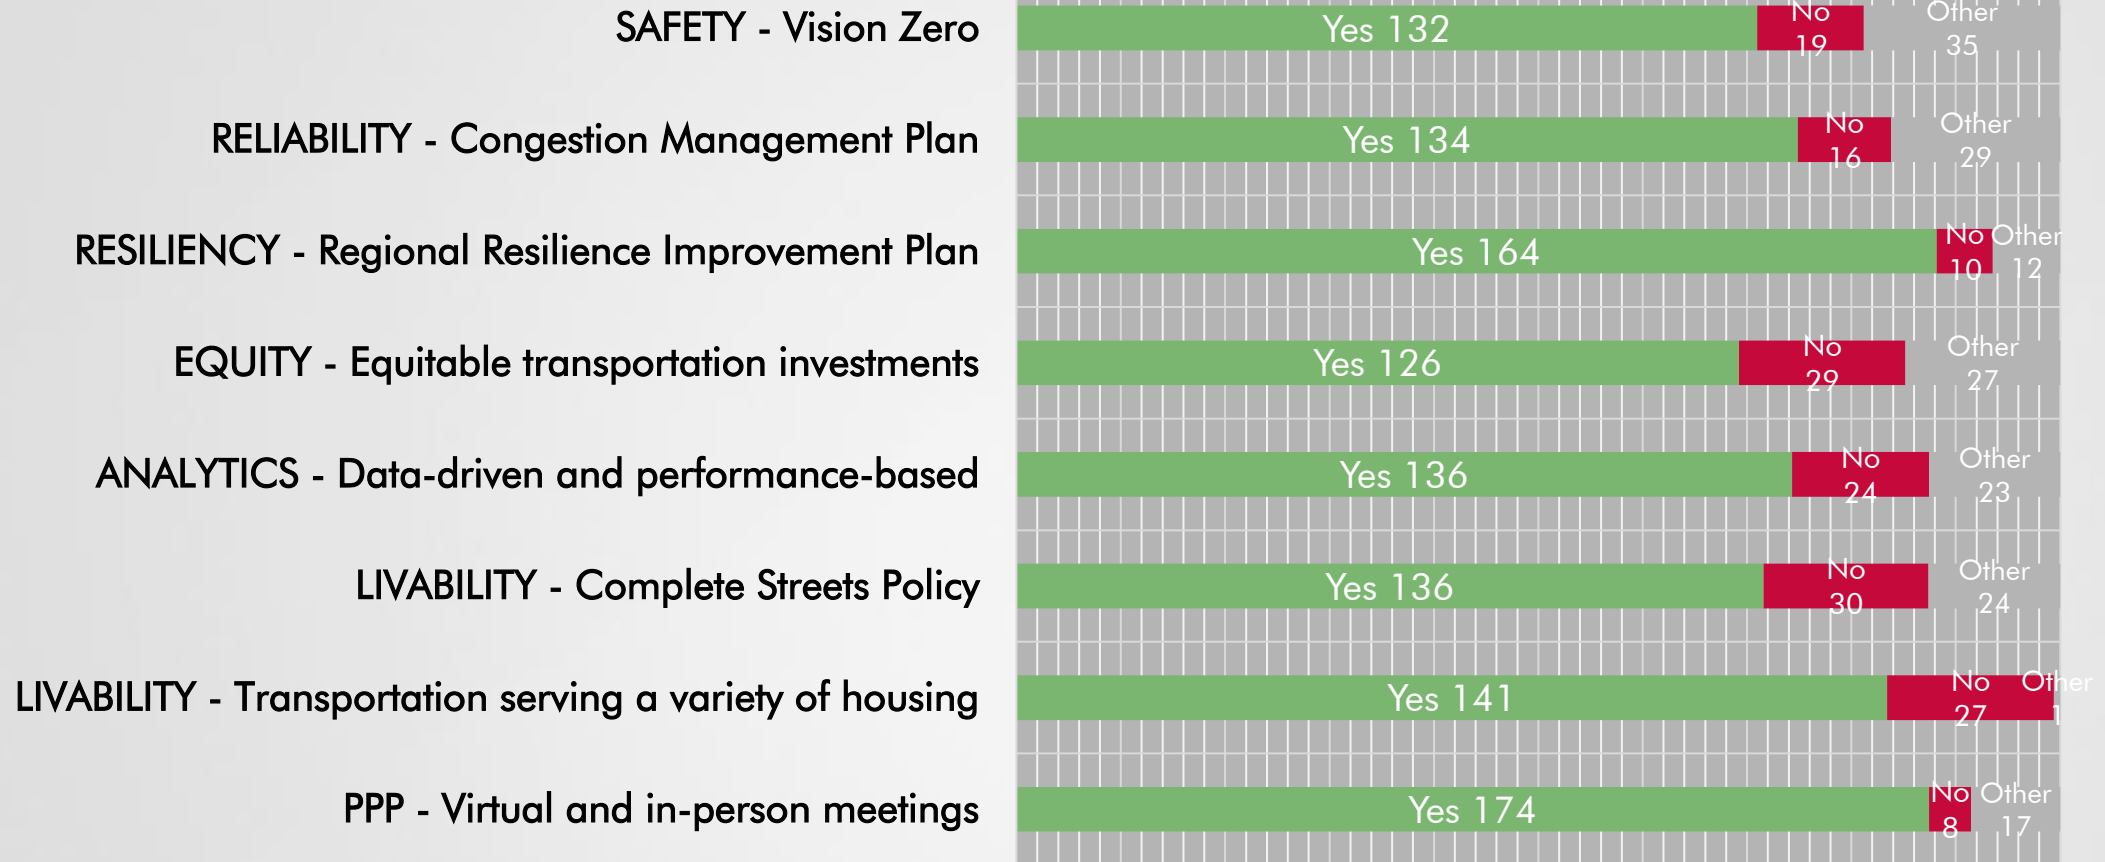 SAFETY - Vision Zero
Yes 132
No
19
Other
35
RELIABILITY - Congestion Management Plan
Yes 134
No
16
Other
29
RESILIENCY - Regional Resilience Improvement Plan
Yes 164
No
10
Other
12
EQUITY - Equitable transportation investments
Yes 126
No
29
Other
27
ANALYTICS - Data-driven and performance-based
Yes 136
No
24
Other
23
LIVABILITY - Complete Streets Policy
Yes 136
No
30
Other
24
LIVABILITY - Transportation serving a variety of housing
Yes 141
No
27
Other
1
PPP - Virtual and in-person meetings
Yes 174
No
8
Other
17